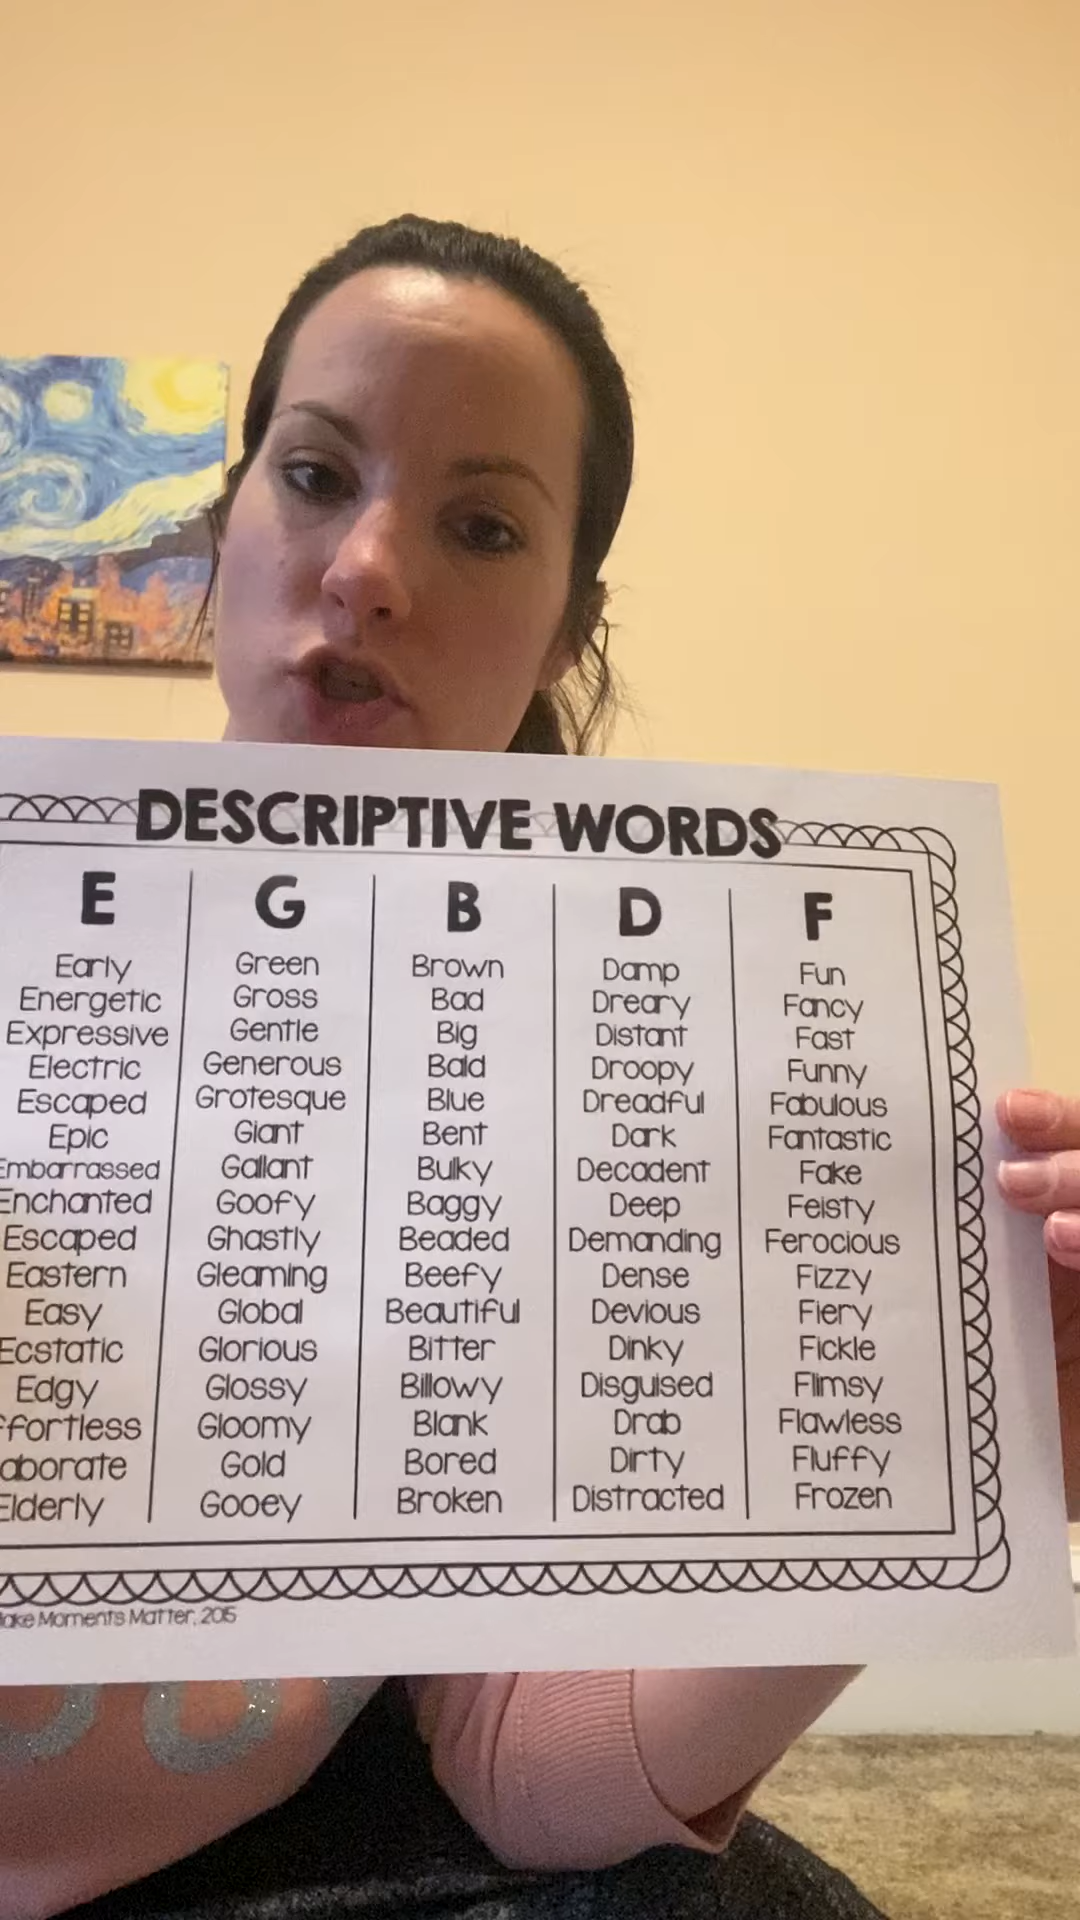 DESCRIPTIVE WORDS
E G B D F
Early Green Brown Damp Fun
Energetic Gross Bad Dreary Fancy
Expressive Gentle Big Distant Fast
Electric Generous Bald Droopy Funny
Escaped Grotesque Blue Dreadful Fabulous
Epic Giant Bent Dark Fantastic
Embarrassed Gallant Bulky Decadent Fake
Enchanted Goofy Baggy Deep Feisty
Escaped Ghastly Beaded Demanding Ferocious
Eastern Gleaming Beefy Dense Fizzy
Easy Global Beautiful Devious Fiery
Ecstatic Glorious Bitter Dinky Fickle
Edgy Glossy Billowy Disguised Flimsy
ffortless Gloomy Blank Drab Flawless
aborate Gold Bored Dirty Fluffy
Elderly Gooey Broken Distracted Frozen
Make Moments Matter, 2015